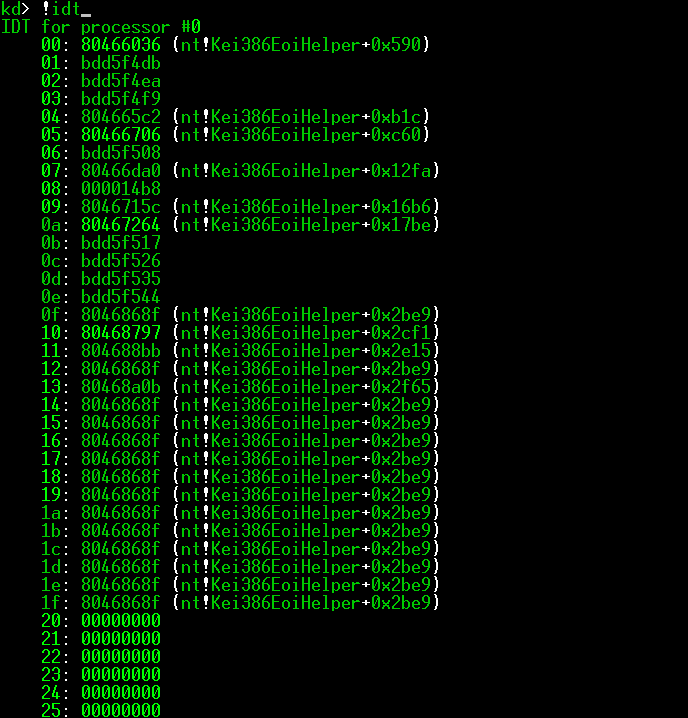 kd> !idt_
IDT for processor #0
00: 80466036 (nt!Kei386EoiHelper+0x590)
01: bdd5f4db
02: bdd5f4ea
03: bdd5f4f9
04: 804665c2 (nt!Kei386EoiHelper+0xb1c)
05: 80466706 (nt!Kei386EoiHelper+0xc60)
06: bdd5f508
07: 80466da0 (nt!Kei386EoiHelper+0x12fa)
08: 000014b8
09: 8046715c (nt!Kei386EoiHelper+0x16b6)
0a: 80467264 (nt!Kei386EoiHelper+0x17be)
0b: bdd5f517
0c: bdd5f526
0d: bdd5f535
0e: bdd5f544
0f: 8046868f (nt!Kei386EoiHelper+0x2be9)
10: 80468797 (nt!Kei386EoiHelper+0x2cf1)
11: 804688bb (nt!Kei386EoiHelper+0x2e15)
12: 8046868f (nt!Kei386EoiHelper+0x2be9)
13: 80468a0b (nt!Kei386EoiHelper+0x2f65)
14: 8046868f (nt!Kei386EoiHelper+0x2be9)
15: 8046868f (nt!Kei386EoiHelper+0x2be9)
16: 8046868f (nt!Kei386EoiHelper+0x2be9)
17: 8046868f (nt!Kei386EoiHelper+0x2be9)
18: 8046868f (nt!Kei386EoiHelper+0x2be9)
19: 8046868f (nt!Kei386EoiHelper+0x2be9)
1a: 8046868f (nt!Kei386EoiHelper+0x2be9)
1b: 8046868f (nt!Kei386EoiHelper+0x2be9)
1c: 8046868f (nt!Kei386EoiHelper+0x2be9)
1d: 8046868f (nt!Kei386EoiHelper+0x2be9)
1e: 8046868f (nt!Kei386EoiHelper+0x2be9)
1f: 8046868f (nt!Kei386EoiHelper+0x2be9)
20: 00000000
21: 00000000
22: 00000000
23: 00000000
24: 00000000
25: 00000000